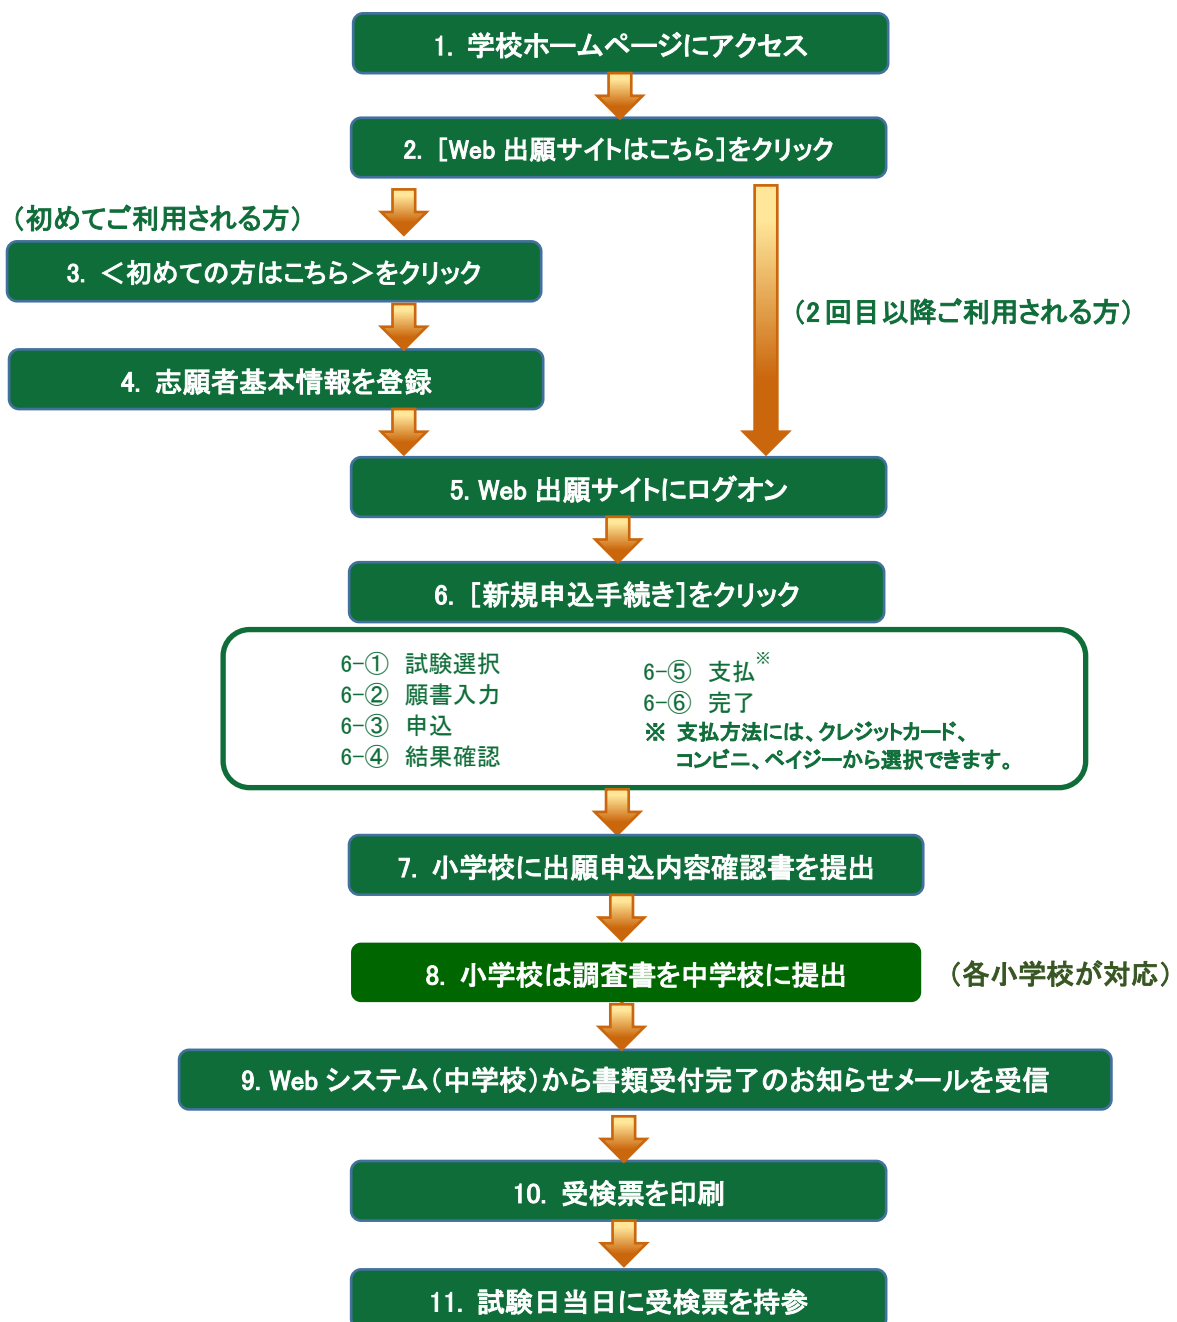 1. 学校ホームページにアクセス
2. [Web 出願サイトはこちら]をクリック
（初めてご利用される方）
3. ＜初めての方はこちら＞をクリック
（2回目以降ご利用される方）
4. 志願者基本情報を登録
5. Web 出願サイトにログオン
6. [新規申込手続き]をクリック
6-① 試験選択
6-② 願書入力
6-③ 申込
6-④ 結果確認
6-⑤ 支払※
6-⑥ 完了
※ 支払方法には、クレジットカード、
コンビニ、ペイジーから選択できます。
7. 小学校に出願申込内容確認書を提出
8. 小学校は調査書を中学校に提出
（各小学校が対応）
9. Web システム（中学校）から書類受付完了のお知らせメールを受信
10. 受検票を印刷
11. 試験日当日に受検票を持参